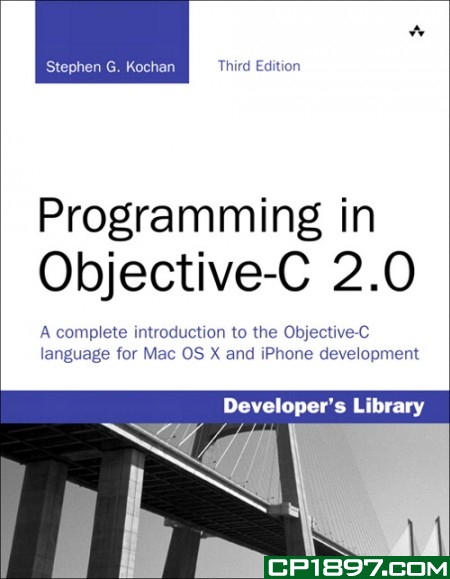 Stephen G. Kochan
Third Edition
Programming in
Objective-C 2.0
A complete introduction to the Objective-C
language for Mac OS X and iPhone development
Developer's Library
CP1897.COM